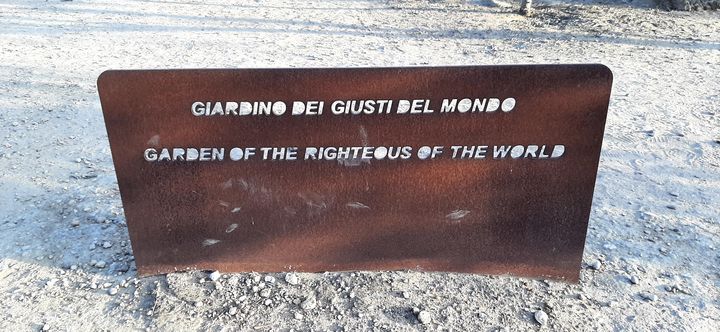 GIARDINO DEI GIUSTI DEL MONDO
GARDEN OF THE RIGHTEOUS OF THE WORLD